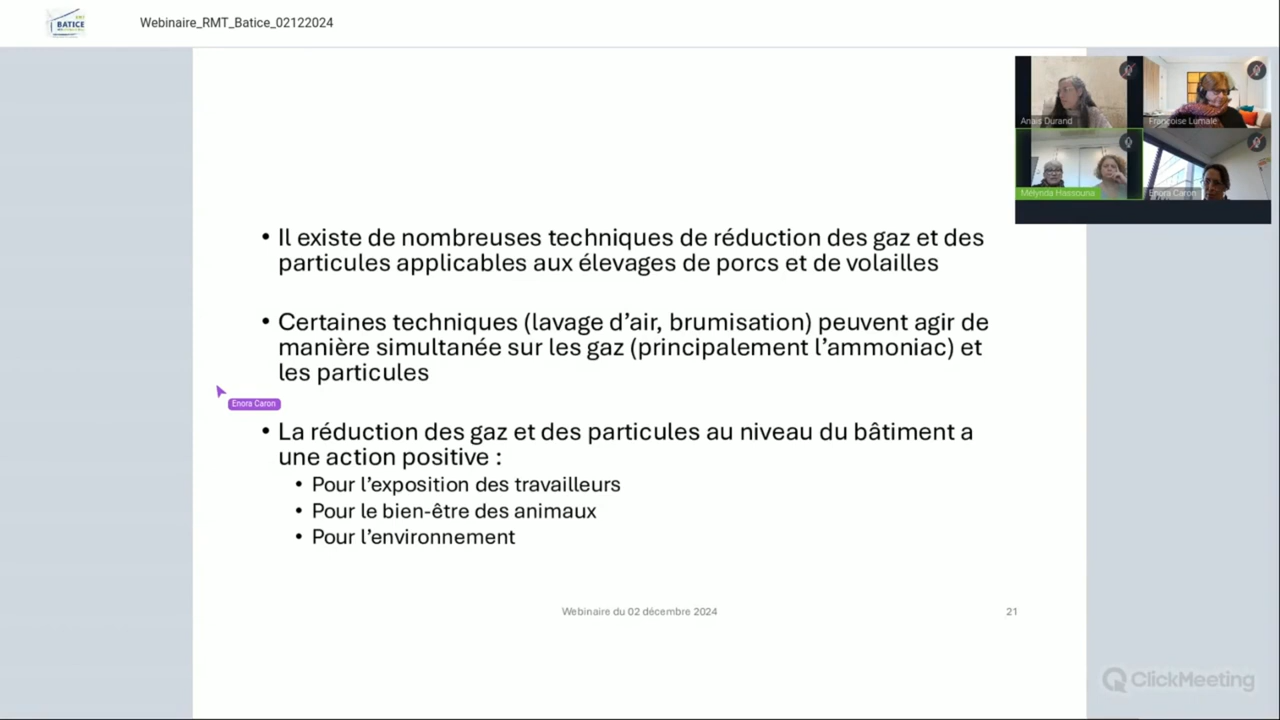 BATICE
Webinaire_RMT_Batice_02122024
Anaïs Durand
Françoise Lumalé
Mélynda Hassouna
Enora Caron
• Il existe de nombreuses techniques de réduction des gaz et des
particules applicables aux élevages de porcs et de volailles
• Certaines techniques (lavage d’air, brumisation) peuvent agir de
manière simultanée sur les gaz (principalement l’ammoniac) et
les particules
Enora Caron
• La réduction des gaz et des particules au niveau du bâtiment a
une action positive :
• Pour l’exposition des travailleurs
• Pour le bien-être des animaux
• Pour l’environnement
Webinaire du 02 décembre 2024
21
ClickMeeting